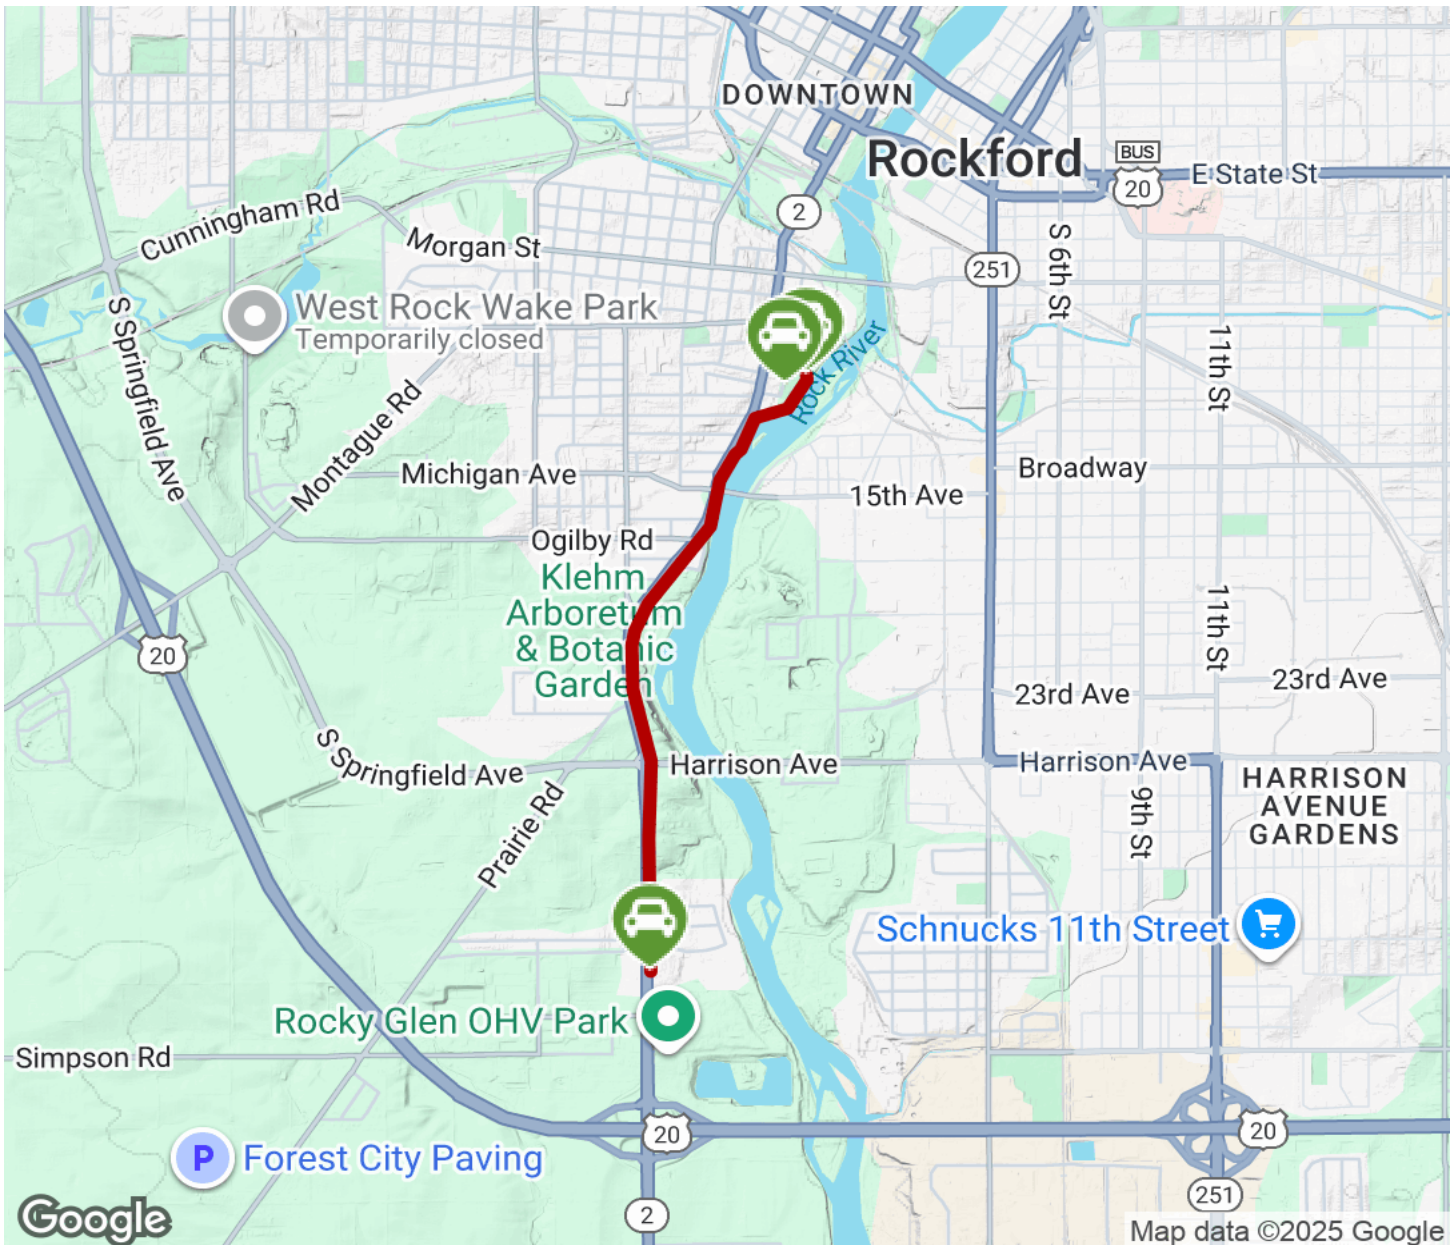 DOWNTOWN
Rockford
BUS
20
E State St
Cunningham Rd
2
Morgan St
251
S 6th St
West Rock Wake Park
Temporarily closed
S Springfield Ave
Rock River
11th St
Montague Rd
Michigan Ave
Broadway
15th Ave
Ogilby Rd
Klehm
Arboretum
& Botanic
Garden
11th St
20
23rd Ave
23rd Ave
S Springfield Ave
Harrison Ave
Harrison Ave
HARRISON
AVENUE
GARDENS
Prairie Rd
9th St
Schnucks 11th Street
Rocky Glen OHV Park
Simpson Rd
20
20
P
Forest City Paving
251
2
Google
Map data ©2025 Google